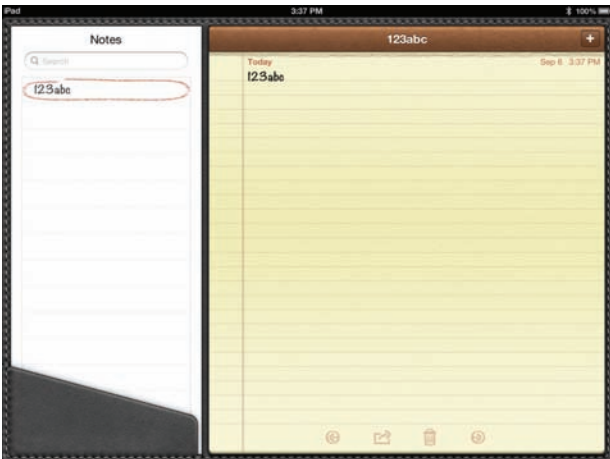 iPad 3:37 PM 100%
Notes
123abc
+
Search
Today Sep 6 3:37 PM
123abc
123abc